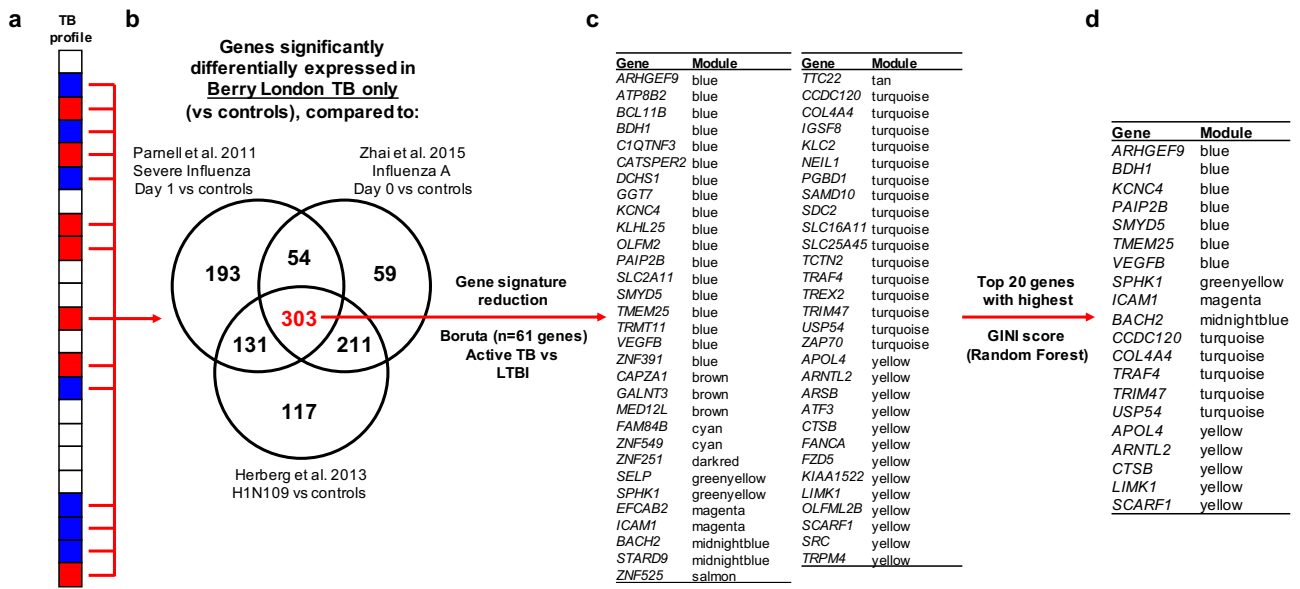 a
TB
profile
b
Genes significantly
differentially expressed in
Berry London TB only
(vs controls), compared to:
Parnell et al. 2011
Severe Influenza
Day 1 vs controls
Zhai et al. 2015
Influenza A
Day 0 vs controls
193
54
59
303
131
211
117
Herberg et al. 2013
H1N109 vs controls
Gene signature
reduction
Boruta (n=61 genes)
Active TB vs
LTBI
c
Gene Module
ARHGEF9 blue
ATP8B2 blue
BCL11B blue
BDH1 blue
C1QTNF3 blue
CATSPER2 blue
DCHS1 blue
GGT7 blue
KCNC4 blue
KLHL25 blue
OLFM2 blue
PAIP2B blue
SLC2A11 blue
SMYD5 blue
TMEM25 blue
TRMT11 blue
VEGFB blue
ZNF391 blue
CAPZA1 brown
GALNT3 brown
MED12L brown
FAM84B cyan
ZNF549 cyan
ZNF251 darkred
SELP greenyellow
SPHK1 greenyellow
EFCAB2 magenta
ICAM1 magenta
BACH2 midnightblue
STARD9 midnightblue
ZNF525 salmon
Gene Module
TTC22 tan
CCDC120 turquoise
COL4A4 turquoise
IGSF8 turquoise
KLC2 turquoise
NEIL1 turquoise
PGBD1 turquoise
SAMD10 turquoise
SDC2 turquoise
SLC16A11 turquoise
SLC25A45 turquoise
TCTN2 turquoise
TRAF4 turquoise
TREX2 turquoise
TRIM47 turquoise
USP54 turquoise
ZAP70 turquoise
APOL4 yellow
ARNTL2 yellow
ARSB yellow
ATF3 yellow
CTSB yellow
FANCA yellow
FZD5 yellow
KIAA1522 yellow
LIMK1 yellow
OLFML2B yellow
SCARF1 yellow
SRC yellow
TRPM4 yellow
Top 20 genes
with highest
GINI score
(Random Forest)
d
Gene Module
ARHGEF9 blue
BDH1 blue
KCNC4 blue
PAIP2B blue
SMYD5 blue
TMEM25 blue
VEGFB blue
SPHK1 greenyellow
ICAM1 magenta
BACH2 midnightblue
CCDC120 turquoise
COL4A4 turquoise
TRAF4 turquoise
TRIM47 turquoise
USP54 turquoise
APOL4 yellow
ARNTL2 yellow
CTSB yellow
LIMK1 yellow
SCARF1 yellow